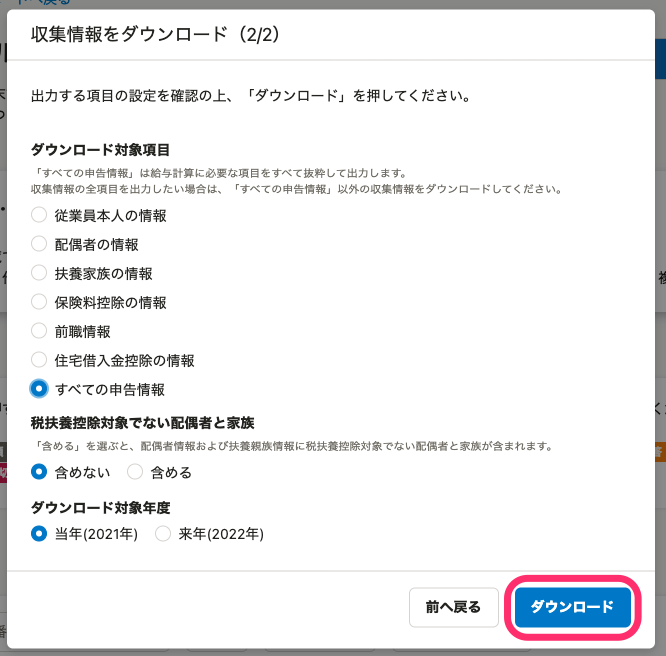 収集情報をダウンロード（2/2）
出力する項目の設定を確認の上、「ダウンロード」を押してください。
ダウンロード対象項目
「すべての申告情報」は給与計算に必要な項目をすべて抜粋して出力します。
収集情報の全項目を出力したい場合は、「すべての申告情報」以外の収集情報をダウンロードしてください。
従業員本人の情報
配偶者の情報
扶養家族の情報
保険料控除の情報
前職情報
住宅借入金控除の情報
すべての申告情報
税扶養控除対象でない配偶者と家族
「含める」を選ぶと、配偶者情報および扶養親族情報に税扶養控除対象でない配偶者と家族が含まれます。
含めない 含める
ダウンロード対象年度
当年(2021年) 来年(2022年)
前へ戻る ダウンロード